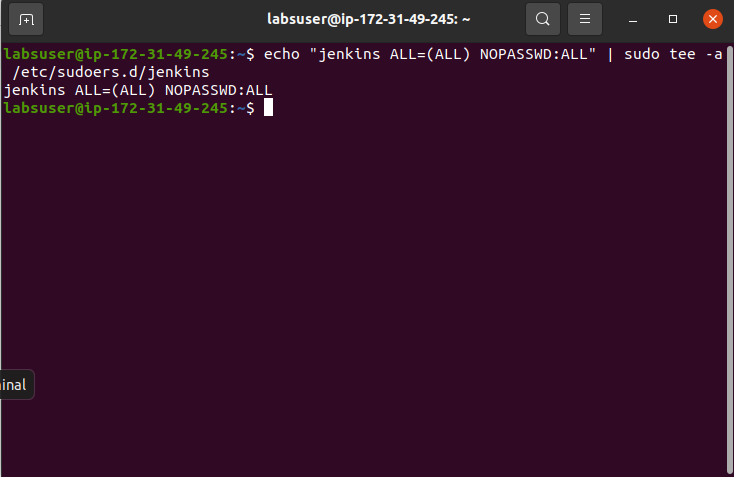 labsuser@ip-172-31-49-245: ~
labsuser@ip-172-31-49-245:~$ echo "jenkins ALL=(ALL) NOPASSWD:ALL" | sudo tee -a
/etc/sudoers.d/jenkins
jenkins ALL=(ALL) NOPASSWD:ALL
labsuser@ip-172-31-49-245:~$
inal